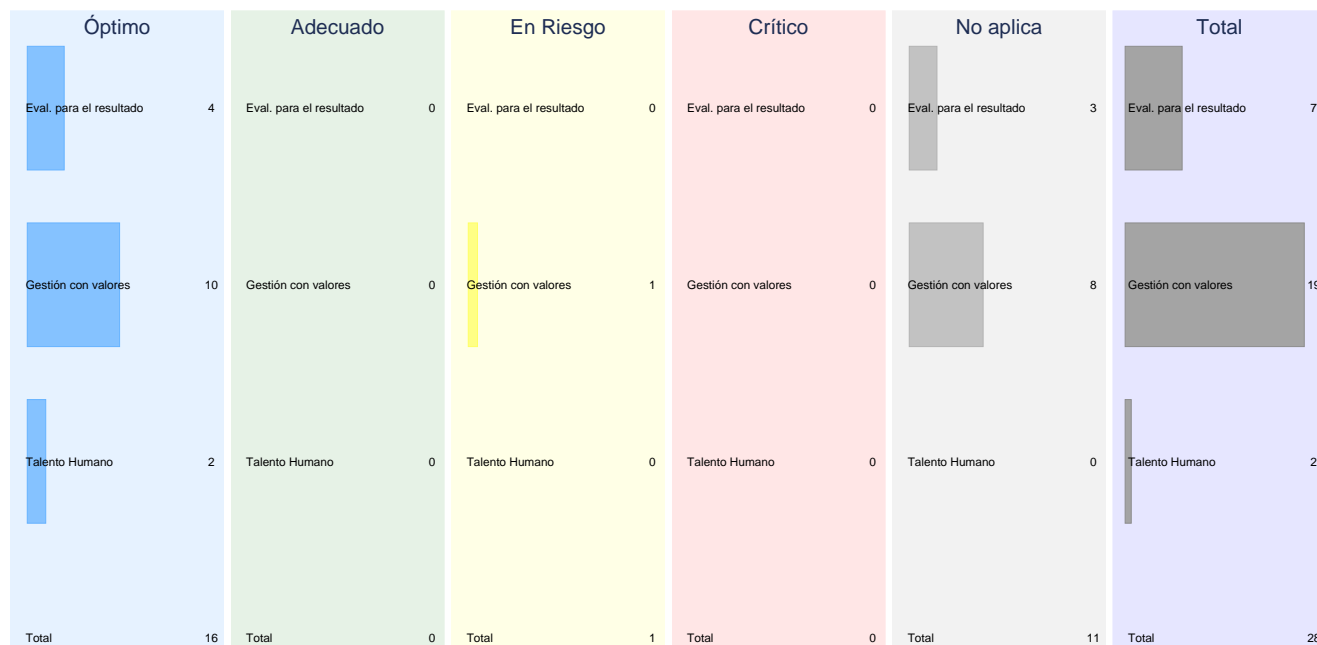 Óptimo Adecuado En Riesgo Crítico No aplica Total
Eval. para el resultado 4 Eval. para el resultado 0 Eval. para el resultado 0 Eval. para el resultado 0 Eval. para el resultado 3 Eval. para el resultado 7
Gestión con valores 10 Gestión con valores 0 Gestión con valores 1 Gestión con valores 0 Gestión con valores 8 Gestión con valores 19
Talento Humano 2 Talento Humano 0 Talento Humano 0 Talento Humano 0 Talento Humano 0 Talento Humano 2
Total 16 Total 0 Total 1 Total 0 Total 11 Total 28